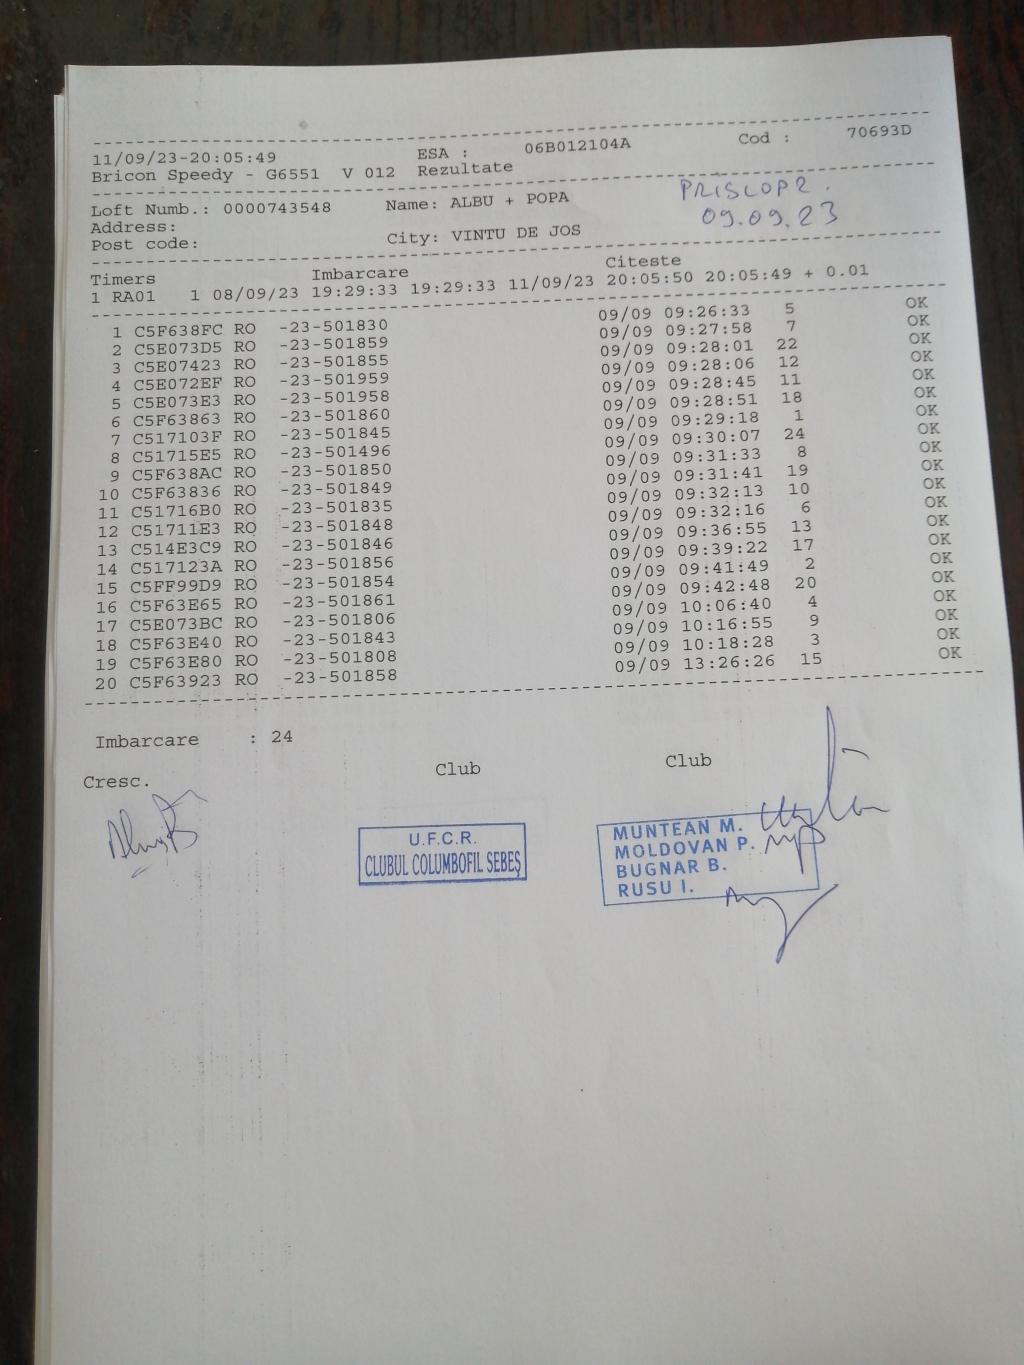 11/09/23-20:05:49 ESA : 06B012104A Cod : 70693D
Bricon Speedy - G6551 V 012 Rezultate
Loft Numb.: 0000743548 Name: ALBU + POPA PRISLOP 2.
Address: 09.09.23
Post code: City: VINTU DE JOS
Timers Imbarcare Citeste
1 RA01 1 08/09/23 19:29:33 19:29:33 11/09/23 20:05:50 20:05:49 + 0.01
1 C5F638FC RO -23-501830 09/09 09:26:33 5 OK
2 C5E073D5 RO -23-501859 09/09 09:27:58 7 OK
3 C5E07423 RO -23-501855 09/09 09:28:01 22 OK
4 C5E072EF RO -23-501959 09/09 09:28:06 12 OK
5 C5E073E3 RO -23-501958 09/09 09:28:45 11 OK
6 C5F63863 RO -23-501860 09/09 09:28:51 18 OK
7 C517103F RO -23-501845 09/09 09:29:18 1 OK
8 C51715E5 RO -23-501496 09/09 09:30:07 24 OK
9 C5F638AC RO -23-501850 09/09 09:31:33 8 OK
10 C5F63836 RO -23-501849 09/09 09:31:41 19 OK
11 C51716B0 RO -23-501835 09/09 09:32:13 10 OK
12 C51711E3 RO -23-501848 09/09 09:32:16 6 OK
13 C514E3C9 RO -23-501846 09/09 09:36:55 13 OK
14 C517123A RO -23-501856 09/09 09:39:22 17 OK
15 C5FF99D9 RO -23-501854 09/09 09:41:49 2 OK
16 C5F63E65 RO -23-501861 09/09 09:42:48 20 OK
17 C5E073BC RO -23-501806 09/09 10:06:40 4 OK
18 C5F63E40 RO -23-501843 09/09 10:16:55 9 OK
19 C5F63E80 RO -23-501808 09/09 10:18:28 3 OK
20 C5F63923 RO -23-501858 09/09 13:26:26 15 OK
Imbarcare : 24
Cresc. Club Club
U.F.C.R.
CLUBUL COLUMBOFIL SEBEȘ
MUNTEAN M.
MOLDOVAN P.
BUGNAR B.
RUSU I.